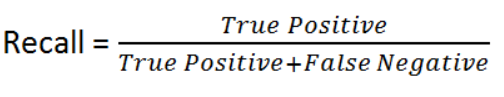 Recall = True Positive / True Positive+False Negative